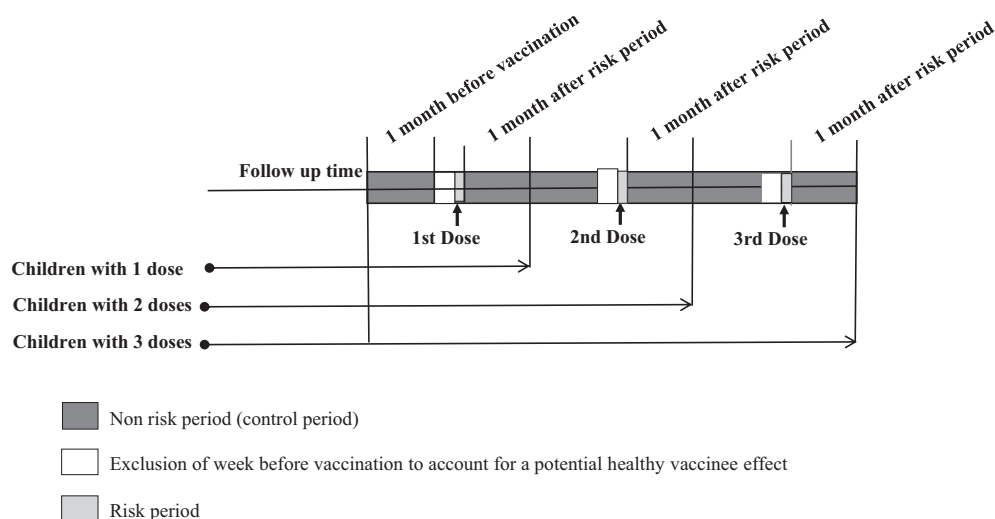 1 month before vaccination
1 month after risk period
1 month after risk period
1 month after risk period
Follow up time
1st Dose
2nd Dose
3rd Dose
Children with 1 dose
Children with 2 doses
Children with 3 doses
Non risk period (control period)
Exclusion of week before vaccination to account for a potential healthy vaccinee effect
Risk period